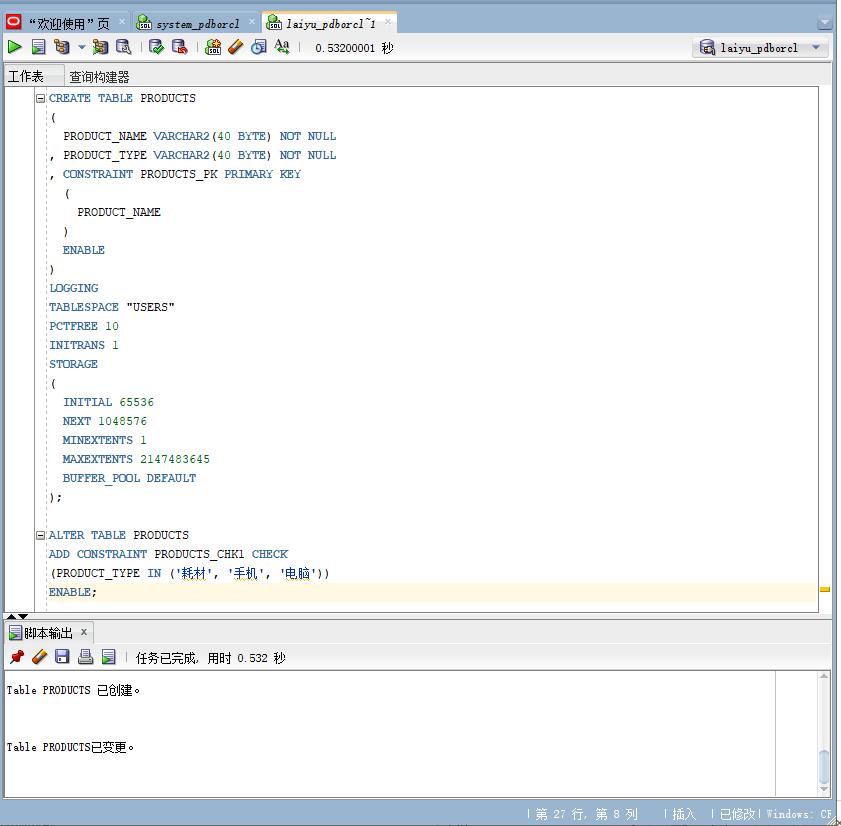 “欢迎使用”页
system_pdborcl
laiyu_pdborcl~1
0.53200001 秒
laiyu_pdborcl
工作表
查询构建器
CREATE TABLE PRODUCTS
(
PRODUCT_NAME VARCHAR2(40 BYTE) NOT NULL
, PRODUCT_TYPE VARCHAR2(40 BYTE) NOT NULL
, CONSTRAINT PRODUCTS_PK PRIMARY KEY
(
PRODUCT_NAME
)
ENABLE
)
LOGGING
TABLESPACE "USERS"
PCTFREE 10
INITRANS 1
STORAGE
(
INITIAL 65536
NEXT 1048576
MINEXTENTS 1
MAXEXTENTS 2147483645
BUFFER_POOL DEFAULT
);
ALTER TABLE PRODUCTS
ADD CONSTRAINT PRODUCTS_CHK1 CHECK
(PRODUCT_TYPE IN ('耗材', '手机', '电脑'))
ENABLE;
脚本输出 x
任务已完成, 用时 0.532 秒
Table PRODUCTS 已创建。
Table PRODUCTS已变更。
第 27 行, 第 8 列 | 插入 | 已修改| Windows: CR